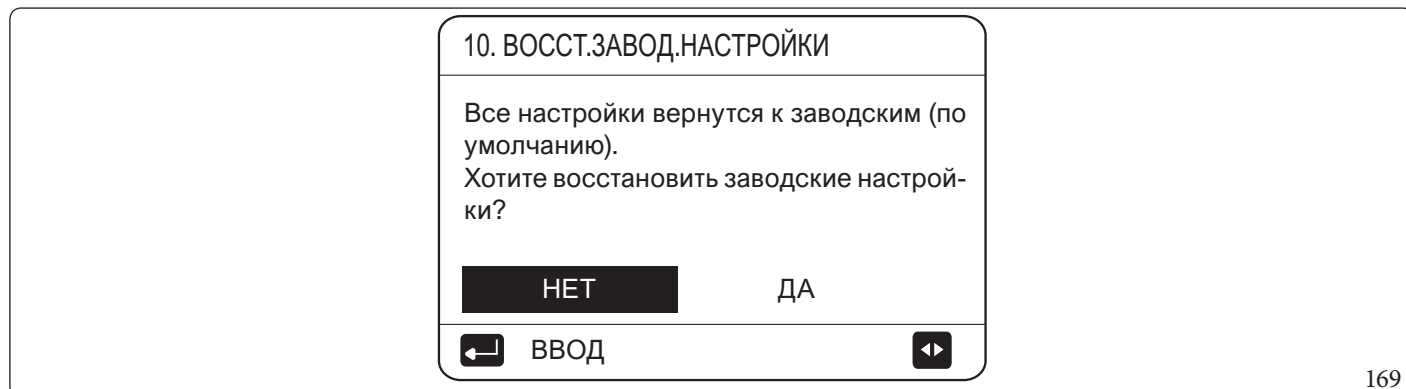 10. ВОССТ.ЗАВОД.НАСТРОЙКИ
Все настройки вернутся к заводским (по
умолчанию).
Хотите восстановить заводские настрой-
ки?
НЕТ ДА
ВВОД
169